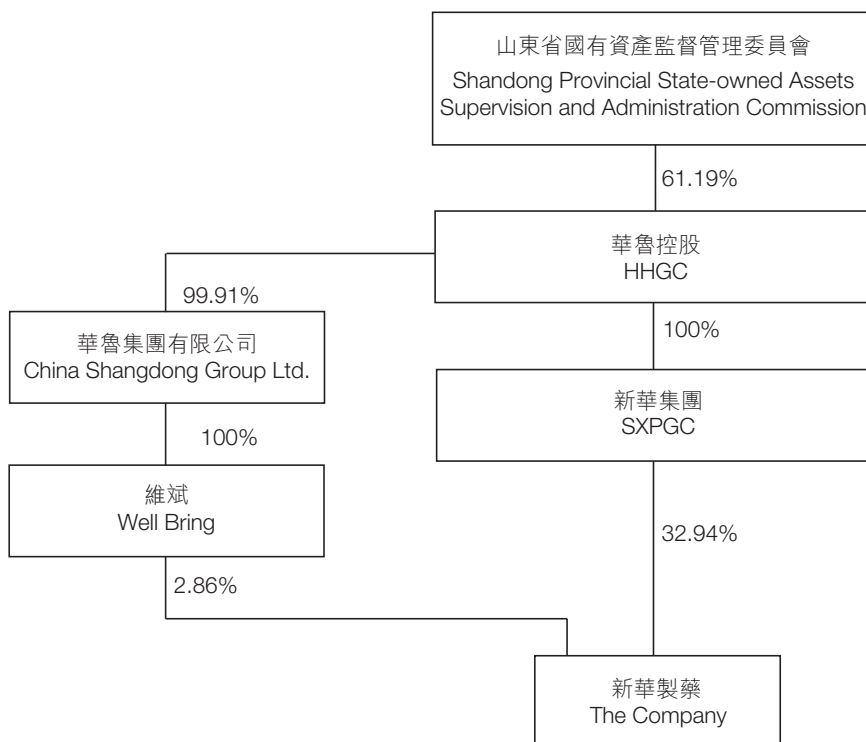 山東省國有資產監督管理委員會
Shandong Provincial State-owned Assets
Supervision and Administration Commission
61.19%
華魯控股
HHGC
99.91%
100%
華魯集團有限公司
China Shangdong Group Ltd.
新華集團
SXPGC
100%
維斌
Well Bring
32.94%
2.86%
新華製藥
The Company